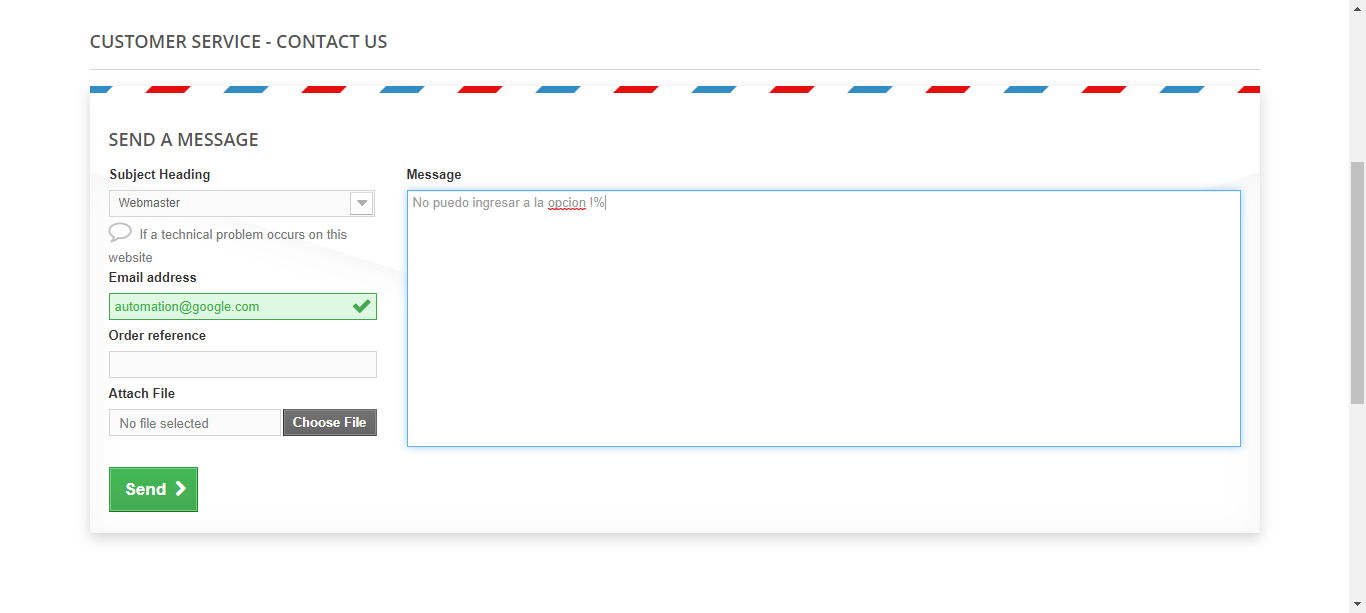 CUSTOMER SERVICE - CONTACT US
SEND A MESSAGE
Subject Heading
Webmaster
If a technical problem occurs on this
website
Email address
automation@google.com
Order reference
Attach File
No file selected
Choose File
Send
Message
No puedo ingresar a la opcion !%